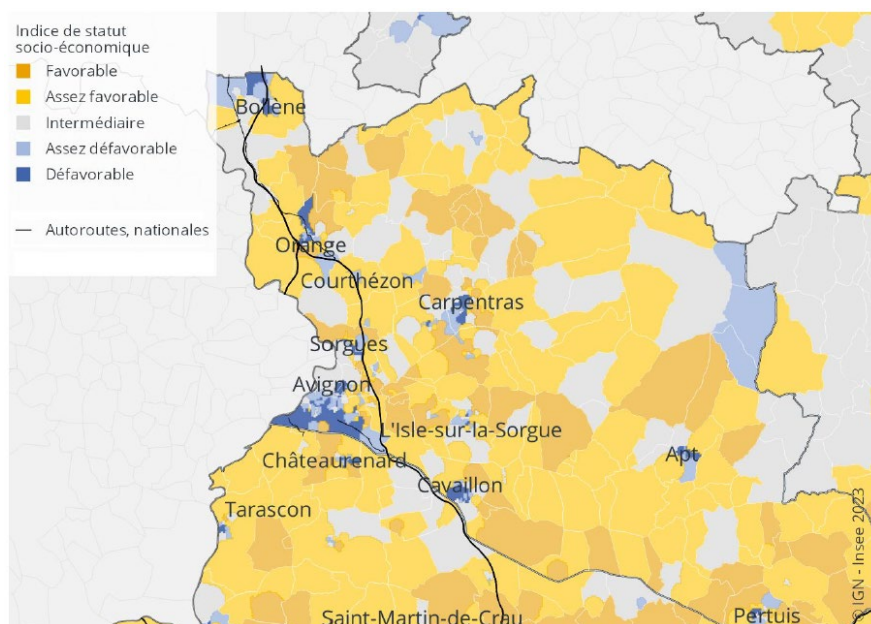 Indice de statut
socio-économique
Favorable
Assez favorable
Intermédiaire
Assez défavorable
Défavorable
Autoroutes, nationales
Bollène
Orange
Courthézon
Carpentras
Sorgues
Avignon
L'Isle-sur-la-Sorgue
Châteaurenard
Apt
Cavaillon
Tarascon
Saint-Martin-de-Crau
Pertuis
© IGN - Insee 2023